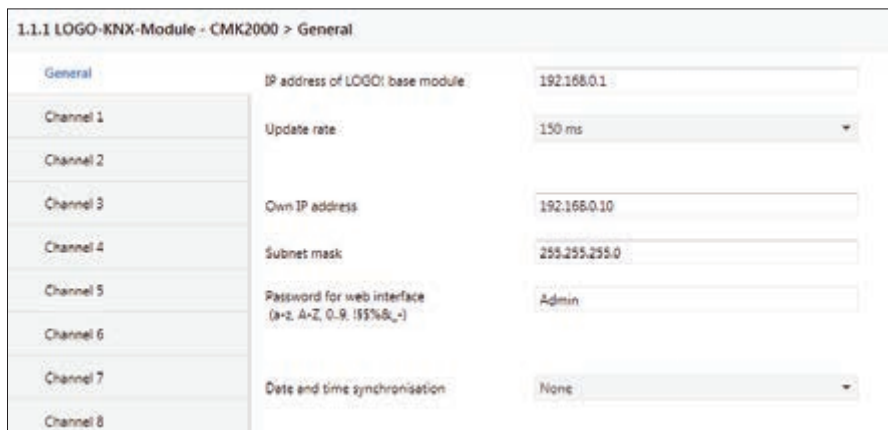 1.1.1 LOGO-KNX-Module - CMK2000 > General
General
IP address of LOGO! base module 192.168.0.1
Channel 1
Update rate 150 ms
Channel 2
Channel 3
Own IP address 192.168.0.10
Channel 4
Subnet mask 255.255.255.0
Channel 5
Password for web interface Admin
(a-z, A-Z, 0-9, !§$%&_-)
Channel 6
Channel 7
Date and time synchronisation None
Channel 8